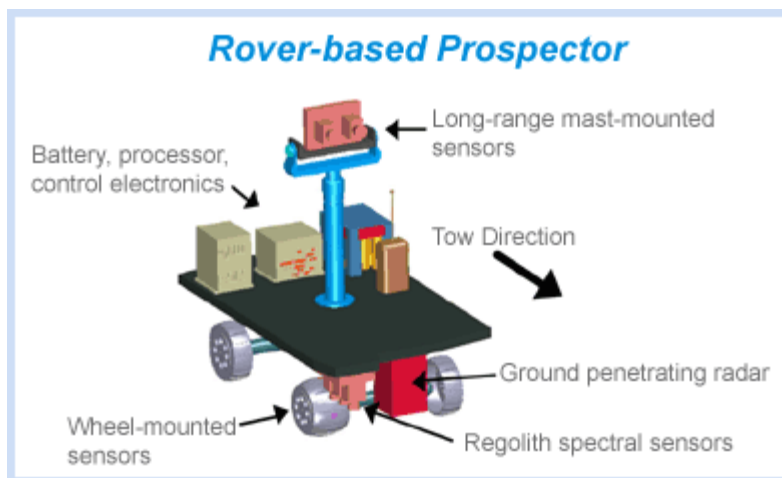 Rover-based Prospector
Long-range mast-mounted
sensors
Battery, processor,
control electronics
Tow Direction
Ground penetrating radar
Wheel-mounted
sensors
Regolith spectral sensors